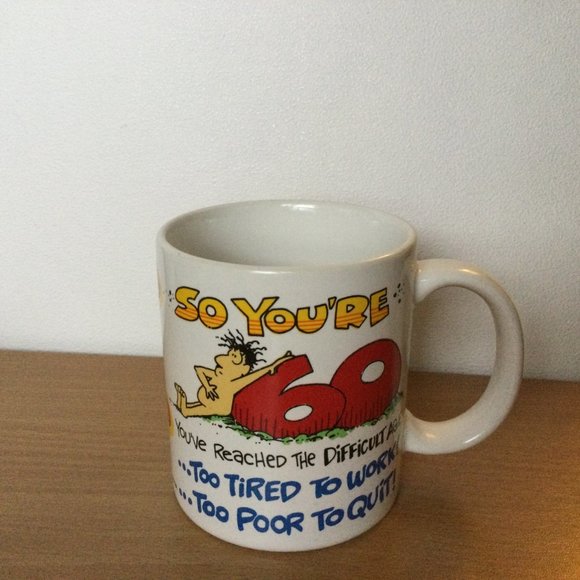 SO YOU'RE
60
YOU'VE REACHED THE DIFFICULT
...TOO TIRED TO WORK
...TOO POOR TO QUIT!